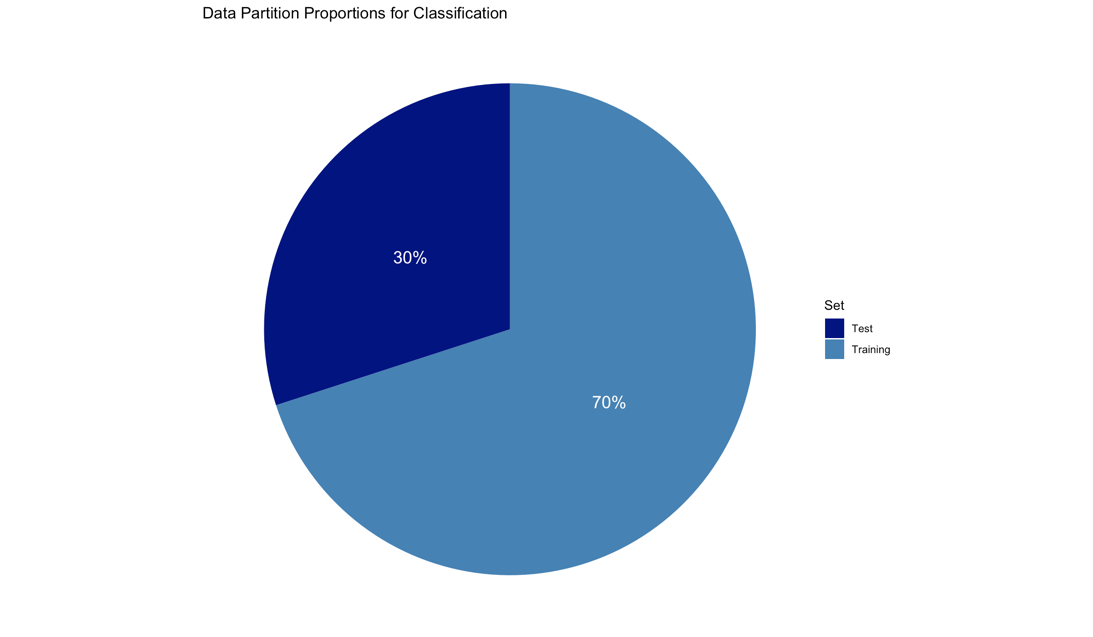 Data Partition Proportions for Classification
30%
70%
Set
Test
Training